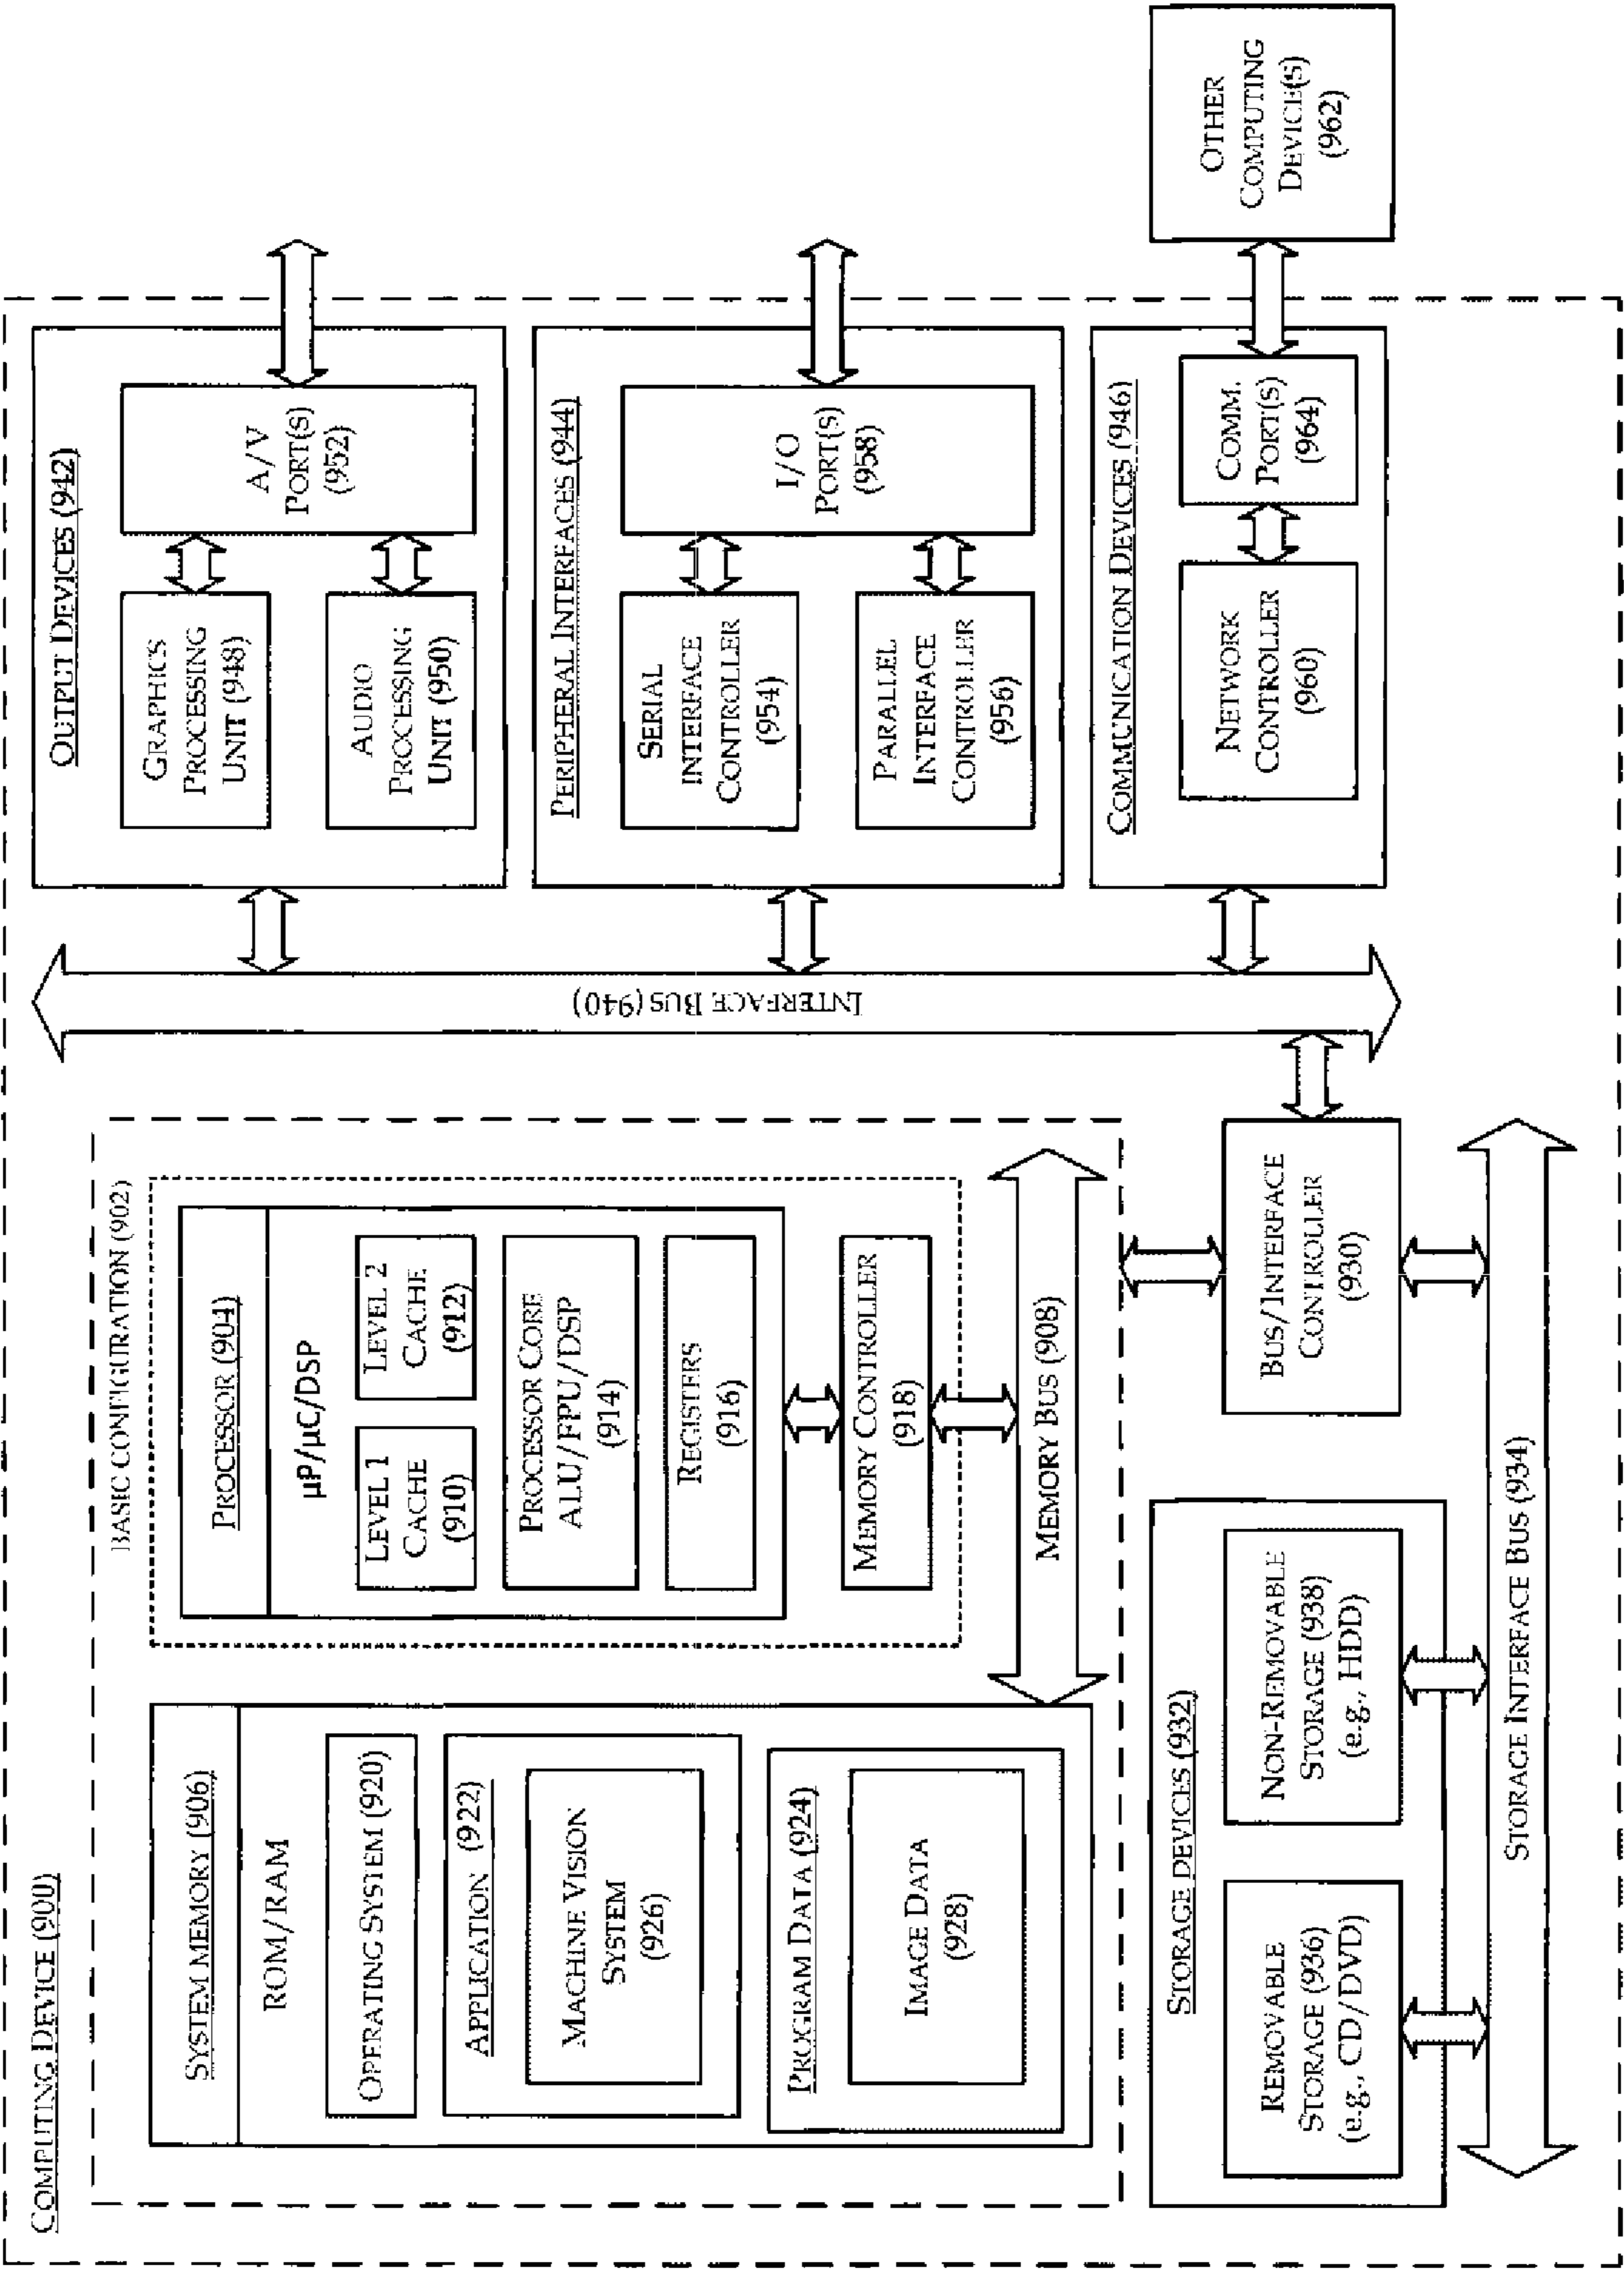 COMPUTING DEVICE (900)
BASIC CONFIGURATION (902)
SYSTEM MEMORY (906)
ROM/RAM
OPERATING SYSTEM (920)
APPLICATION (922)
MACHINE VISION
SYSTEM
(926)
PROGRAM DATA (924)
IMAGE DATA
(928)
PROCESSOR (904)
µP/µC/DSP
LEVEL 1
CACHE
(910)
LEVEL 2
CACHE
(912)
PROCESSOR CORE
ALU/FPU/DSP
(914)
REGISTERS
(916)
MEMORY CONTROLLER
(918)
MEMORY BUS (908)
BUS/INTERFACE
CONTROLLER
(930)
STORAGE DEVICES (932)
REMOVABLE
STORAGE (936)
(e.g., CD/DVD)
NON-REMOVABLE
STORAGE (938)
(e.g., HDD)
STORAGE INTERFACE BUS (934)
INTERFACE BUS (940)
OUTPUT DEVICES (942)
GRAPHICS
PROCESSING
UNIT (948)
AUDIO
PROCESSING
UNIT (950)
A/V
PORT(S)
(952)
PERIPHERAL INTERFACES (944)
SERIAL
INTERFACE
CONTROLLER
(954)
PARALLEL
INTERFACE
CONTROLLER
(956)
I/O
PORT(S)
(958)
COMMUNICATION DEVICES (946)
NETWORK
CONTROLLER
(960)
COMM.
PORT(S)
(964)
OTHER
COMPUTING
DEVICE(S)
(962)